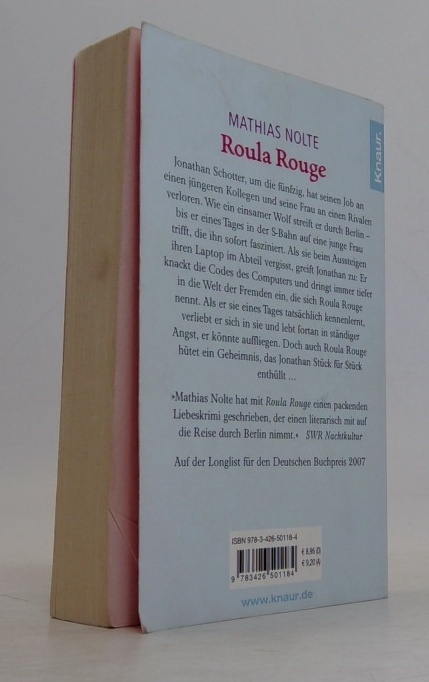 MATHIAS NOLTE
Roula Rouge
Knaur.
Jonathan Schotter, um die fünfzig, hat seinen Job an
einen jüngeren Kollegen und seine Frau an einen Rivalen
verloren. Wie ein einsamer Wolf streift er durch Berlin –
bis er eines Tages in der S-Bahn auf eine junge Frau
trifft, die ihn sofort fasziniert. Als sie beim Aussteigen
ihren Laptop im Abteil vergisst, greift Jonathan zu: Er
knackt die Codes des Computers und dringt immer tiefer
in die Welt der Fremden ein, die sich Roula Rouge
nennt. Als er sie eines Tages tatsächlich kennenlernt,
verliebt er sich in sie und lebt fortan in ständiger
Angst, er könnte auffliegen. Doch auch Roula Rouge
hütet ein Geheimnis, das Jonathan Stück für Stück
enthüllt ...
»Mathias Nolte hat mit Roula Rouge einen packenden
Liebeskrimi geschrieben, der einen literarisch mit auf
die Reise durch Berlin nimmt.« SWR Nachtkultur
Auf der Longlist für den Deutschen Buchpreis 2007
ISBN 978-3-426-50118-4
€ 8,95 (D)
€ 9,20 (A)
9 783426 501184
www.knaur.de